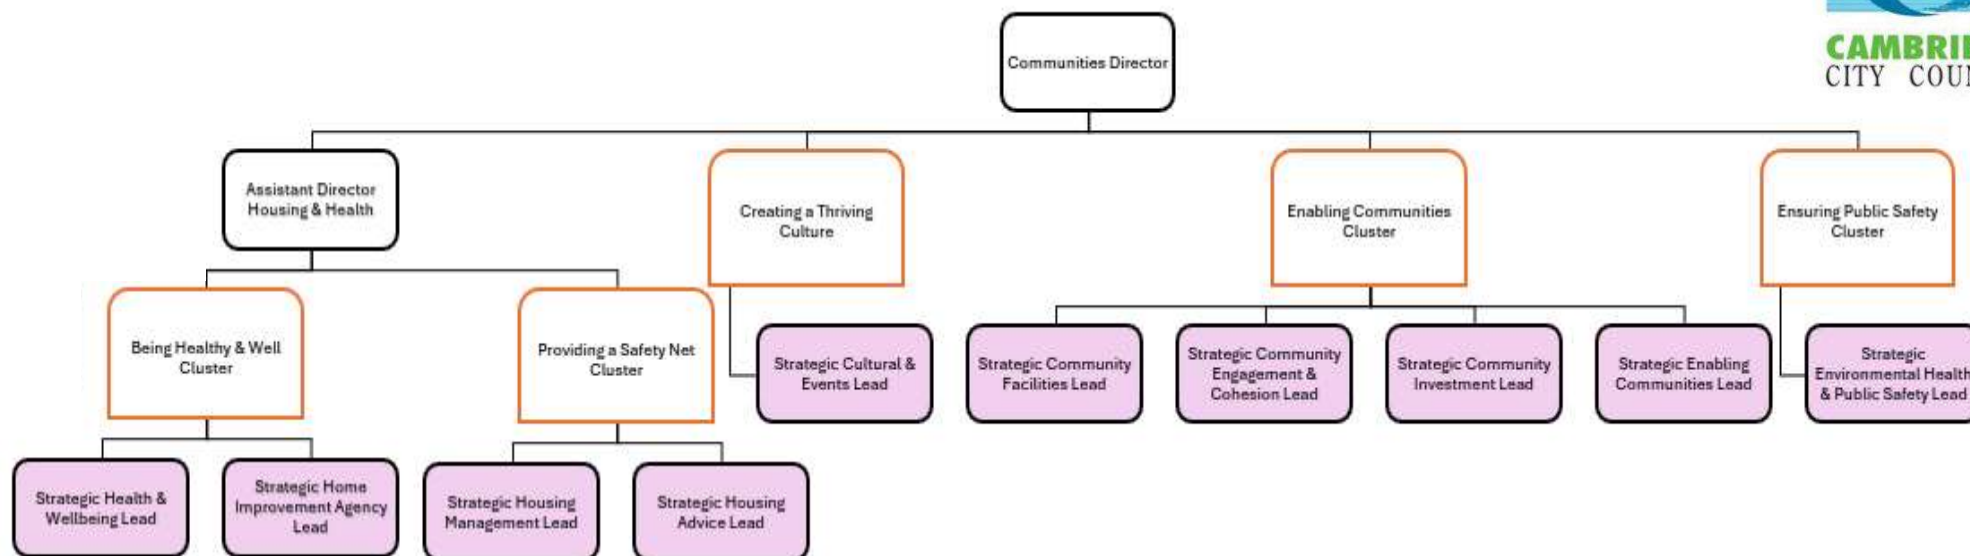 Communities Director
CAMBRI
CITY COUN
Assistant Director
Housing & Health
Creating a Thriving
Culture
Enabling Communities
Cluster
Ensuring Public Safety
Cluster
Being Healthy & Well
Cluster
Providing a Safety Net
Cluster
Strategic Cultural &
Events Lead
Strategic Community
Facilities Lead
Strategic Community
Engagement &
Cohesion Lead
Strategic Community
Investment Lead
Strategic Enabling
Communities Lead
Strategic
Environmental Health
& Public Safety Lead
Strategic Health &
Wellbeing Lead
Strategic Home
Improvement Agency
Lead
Strategic Housing
Management Lead
Strategic Housing
Advice Lead